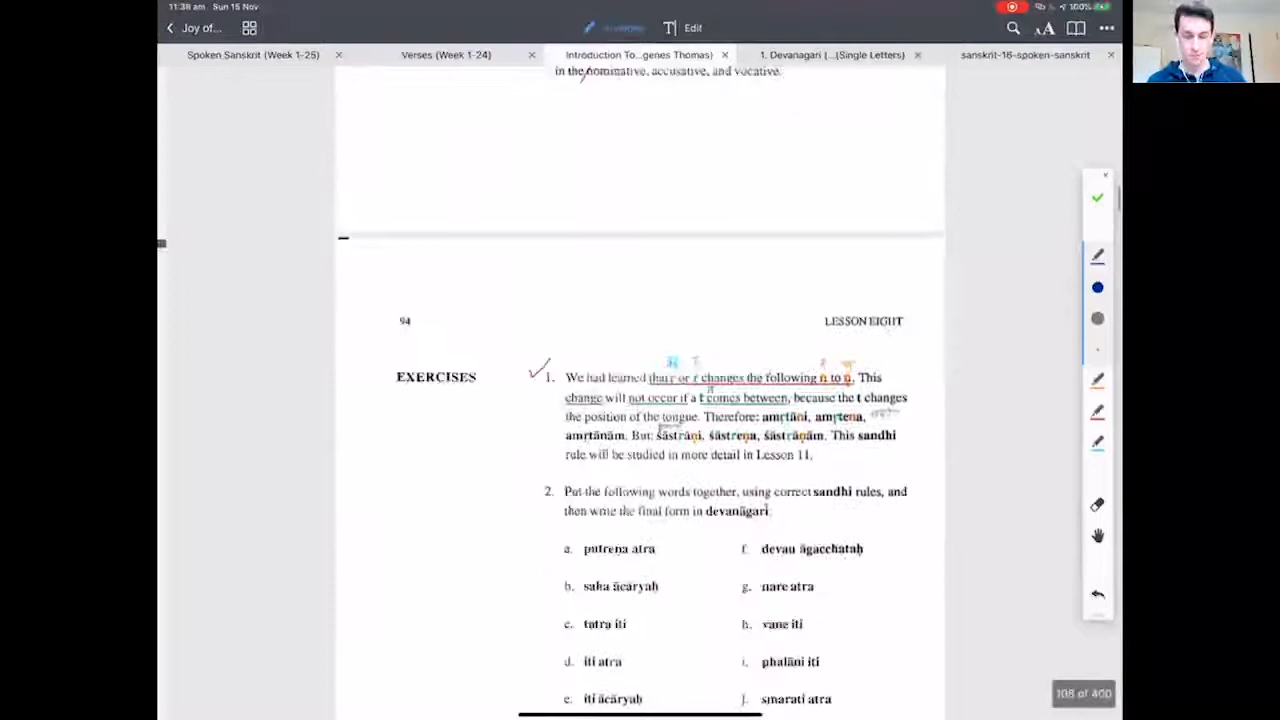 11:38 am Sun 15 Nov
100%
Joy of...
Edit
AA
Spoken Sanskrit (Week 1-25)
Verses (Week 1-24)
Introduction To...genes Thomas)
1. Devanagari (...(Single Letters)
sanskrit-16-spoken-sanskrit
in the nominative, accusative, and vocative.
94
LESSON EIGHT
EXERCISES
1. We had learned that r or ṛ changes the following n to ṇ. This
change will not occur if a t comes between, because the t changes
the position of the tongue. Therefore: amṛtāni, amṛtena,
amṛtānām. But: śāstrāṇi, śāstreṇa, śāstrāṇām. This sandhi
rule will be studied in more detail in Lesson 11.
2. Put the following words together, using correct sandhi rules, and
then write the final form in devanāgarī:
a. putreṇa atra
f. devau āgacchataḥ
b. saha ācāryaḥ
g. nare atra
c. tatra iti
h. vane iti
d. iti atra
i. phalāni iti
e. iti ācāryaḥ
j. smarati atra
108 of 400